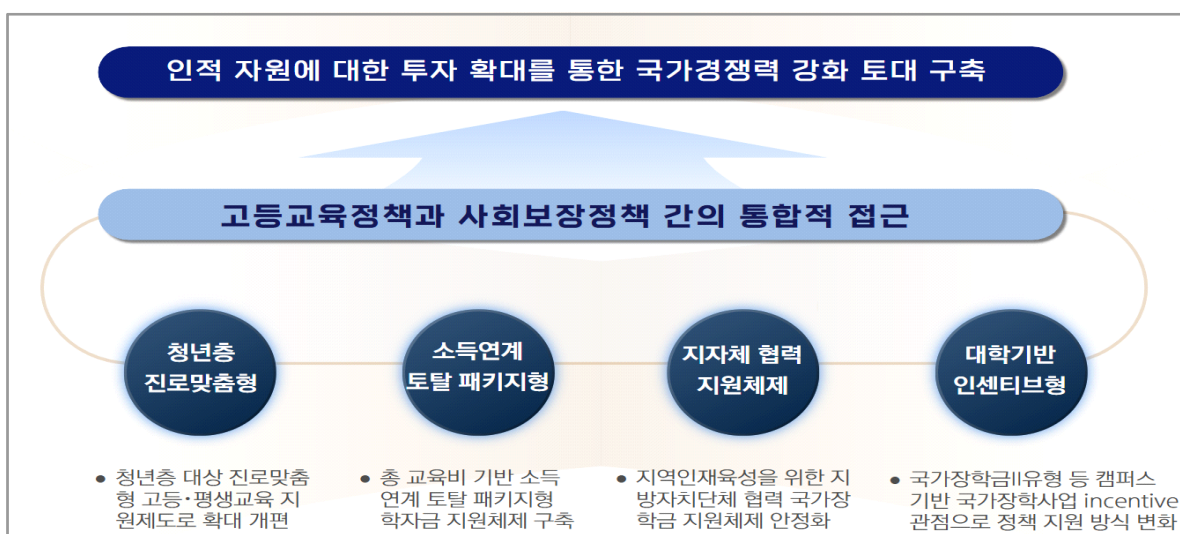 인적 자원에 대한 투자 확대를 통한 국가경쟁력 강화 토대 구축
고등교육정책과 사회보장정책 간의 통합적 접근
청년층
진로맞춤형
소득연계
토탈 패키지형
지자체 협력
지원체제
대학기반
인센티브형
• 청년층 대상 진로맞춤
형 고등·평생교육 지
원제도로 확대 개편
• 총 교육비 기반 소득
연계 토탈 패키지형
학자금 지원체제 구축
• 지역인재육성을 위한 지
방자치단체 협력 국가장
학금 지원체제 안정화
• 국가장학금II유형 등 캠퍼스
기반 국가장학사업 incentive
관점으로 정책 지원 방식 변화